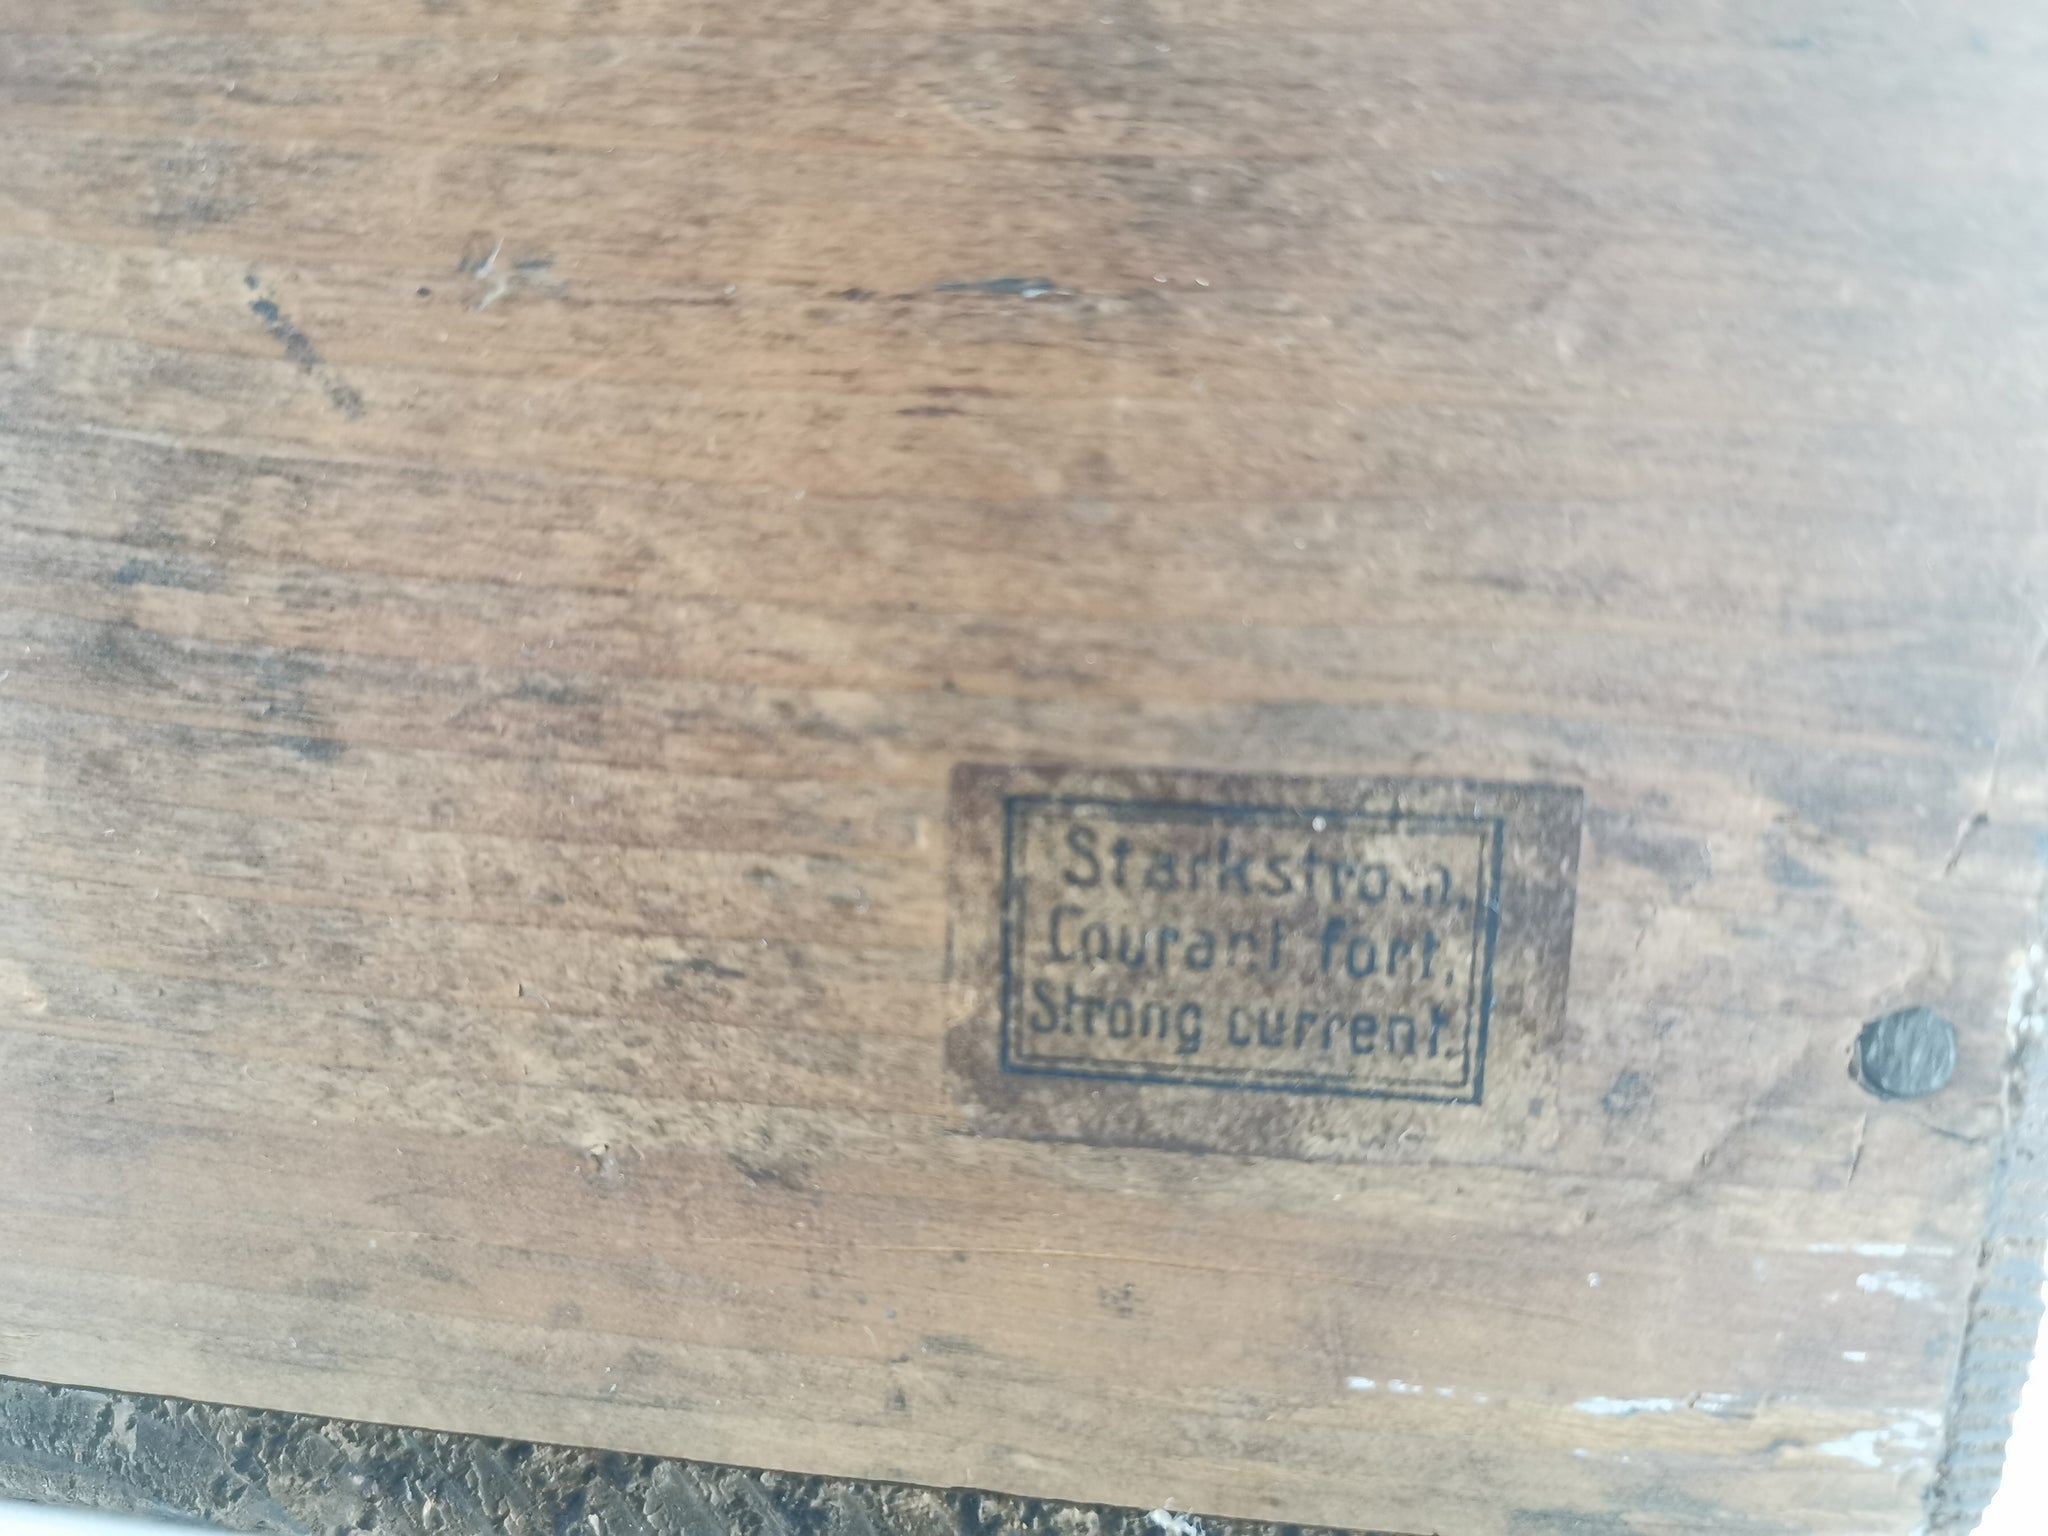 Starkstrom.
Courant fort.
Strong current.